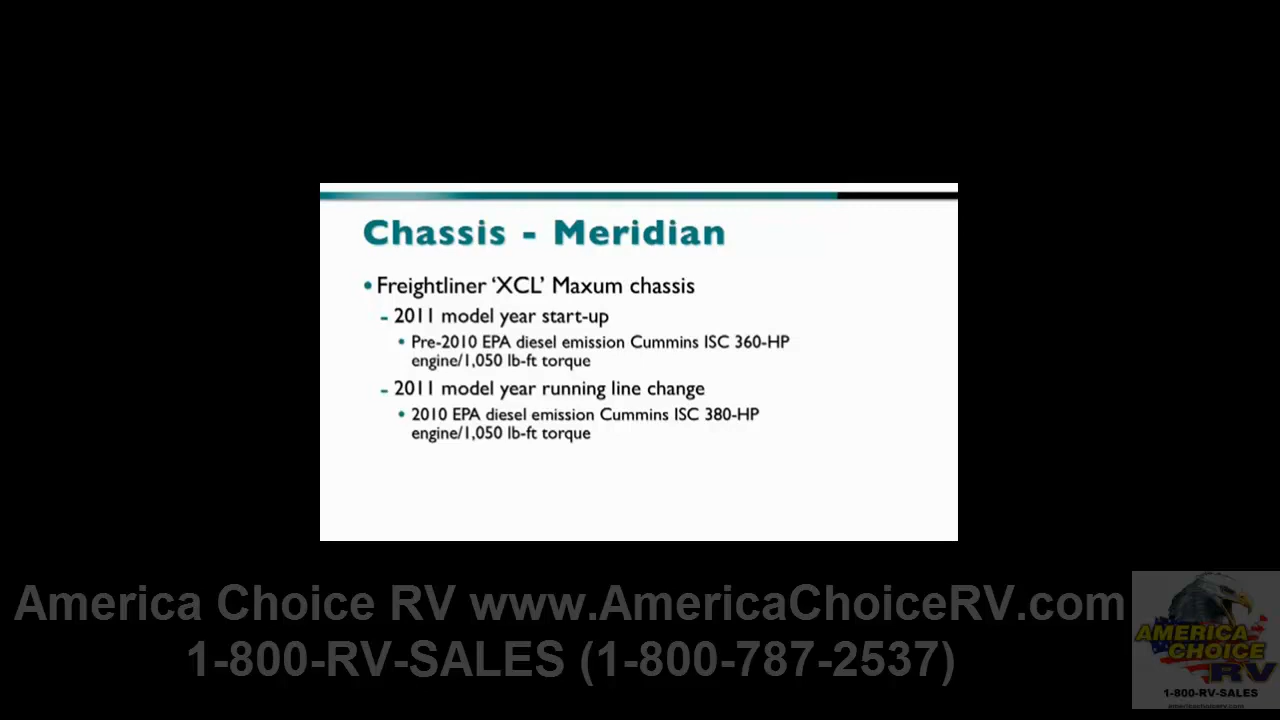 Chassis - Meridian
• Freightliner ‘XCL’ Maxum chassis
- 2011 model year start-up
• Pre-2010 EPA diesel emission Cummins ISC 360-HP
engine/1,050 lb-ft torque
- 2011 model year running line change
• 2010 EPA diesel emission Cummins ISC 380-HP
engine/1,050 lb-ft torque
America Choice RV www.AmericaChoiceRV.com
1-800-RV-SALES (1-800-787-2537)
AMERICA
CHOICE
RV
1-800-RV-SALES
americachoicerv.com